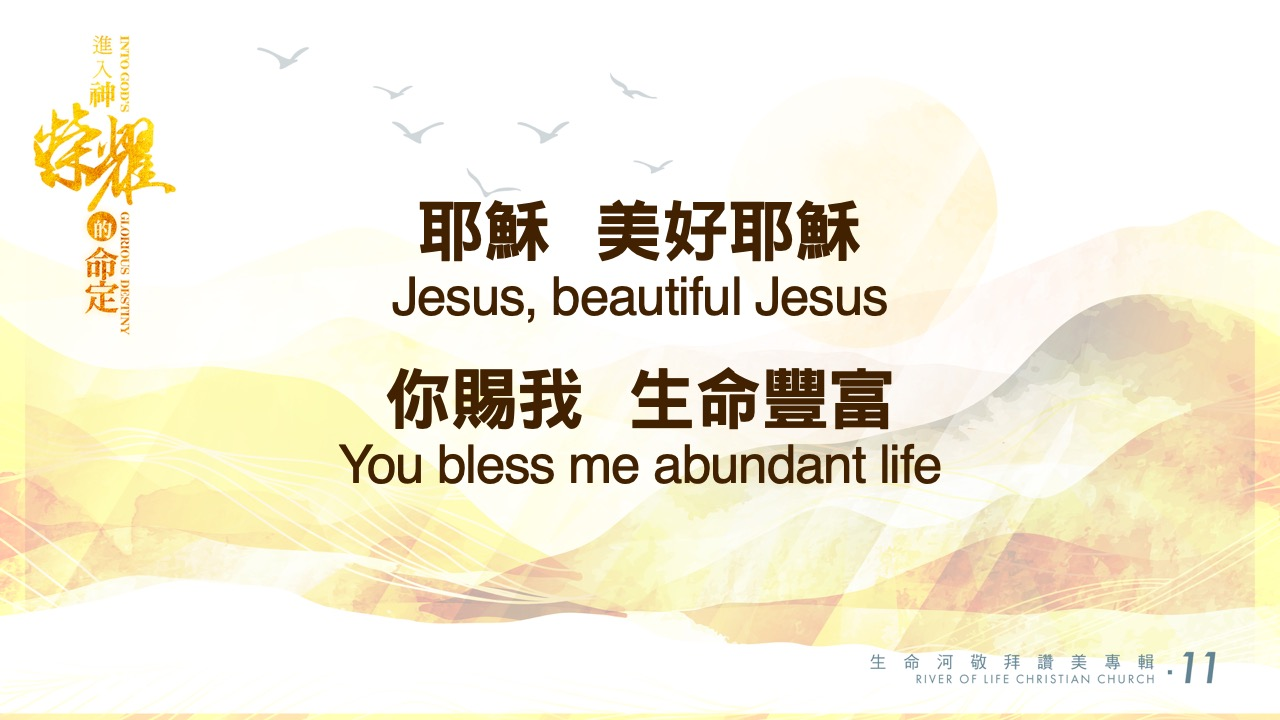 進入神
榮耀
的
命定
INTO GOD'S
GLORIOUS DESTINY
耶穌 美好耶穌
Jesus, beautiful Jesus
你賜我 生命豐富
You bless me abundant life
生命河敬拜讚美專輯 ·11
RIVER OF LIFE CHRISTIAN CHURCH